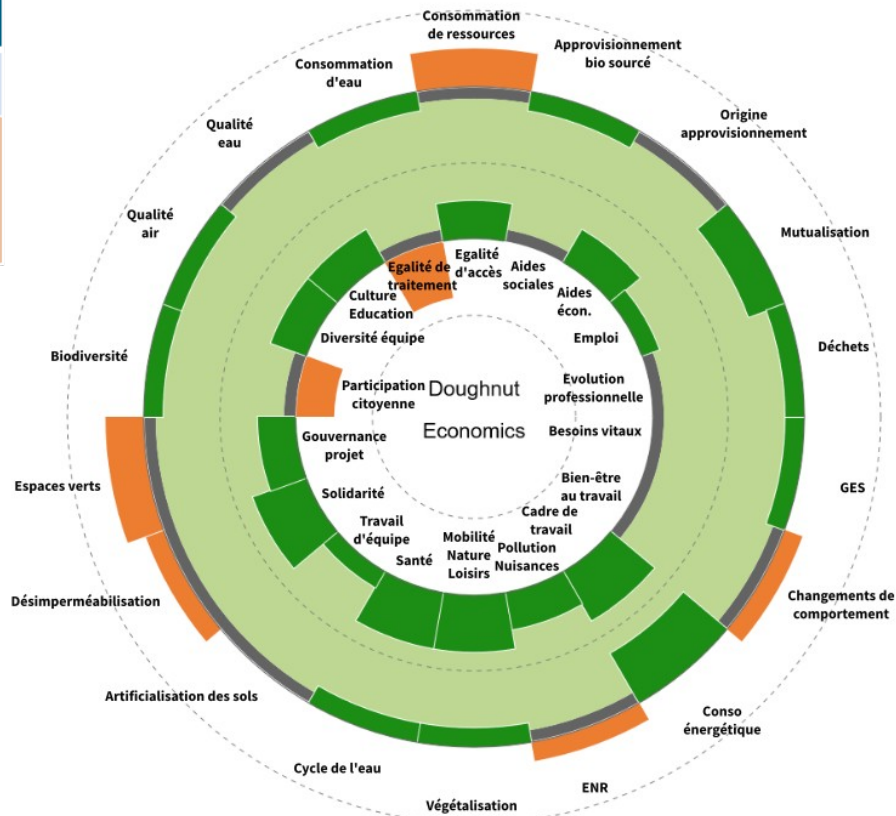 Consommation
de ressources
Approvisionnement
bio sourcé
Origine
approvisionnement
Mutualisation
Déchets
GES
Changements de
comportement
Conso
énergétique
ENR
Végétalisation
Cycle de l'eau
Artificialisation des sols
Désimperméabilisation
Espaces verts
Biodiversité
Qualité
air
Qualité
eau
Consommation
d'eau
Egalité
d'accès
Aides
sociales
Aides
écon.
Emploi
Evolution
professionnelle
Besoins vitaux
Bien-être
au travail
Cadre de
travail
Pollution
Nuisances
Mobilité
Nature
Loisirs
Santé
Travail
d'équipe
Solidarité
Gouvernance
projet
Participation
citoyenne
Diversité équipe
Culture
Education
Egalité de
traitement
Doughnut
Economics